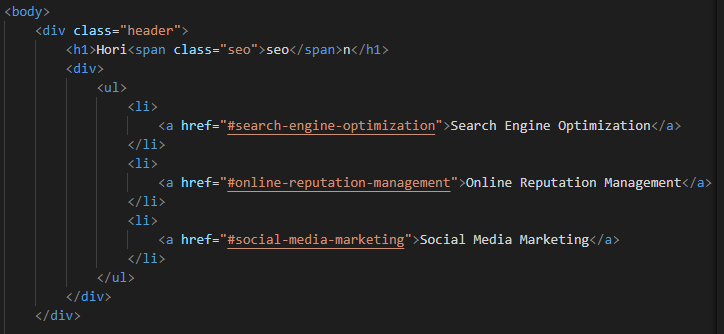 <body>
<div class="header">
<h1>Hori<span class="seo">seo</span>n</h1>
<div>
<ul>
<li>
<a href="#search-engine-optimization">Search Engine Optimization</a>
</li>
<li>
<a href="#online-reputation-management">Online Reputation Management</a>
</li>
<li>
<a href="#social-media-marketing">Social Media Marketing</a>
</li>
</ul>
</div>
</div>